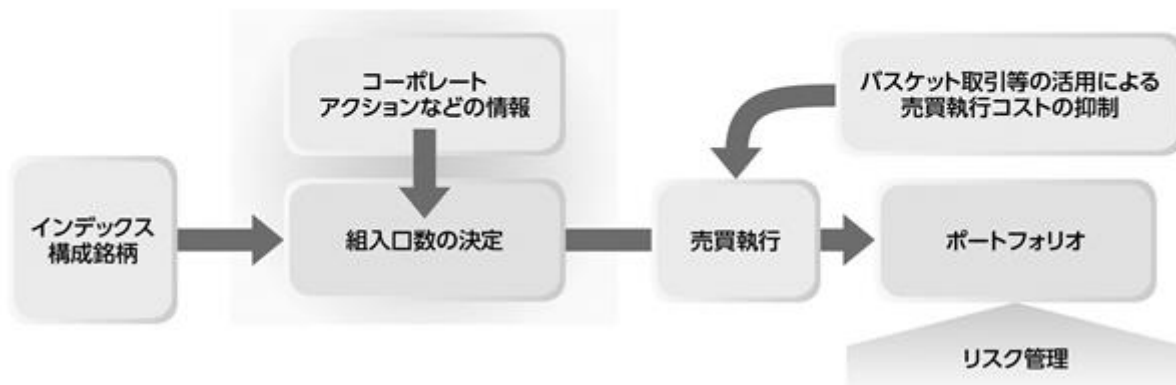 コーポレート
アクションなどの情報
バスケット取引等の活用による
売買執行コストの抑制
インデックス
構成銘柄
組入口数の決定
売買執行
ポートフォリオ
リスク管理